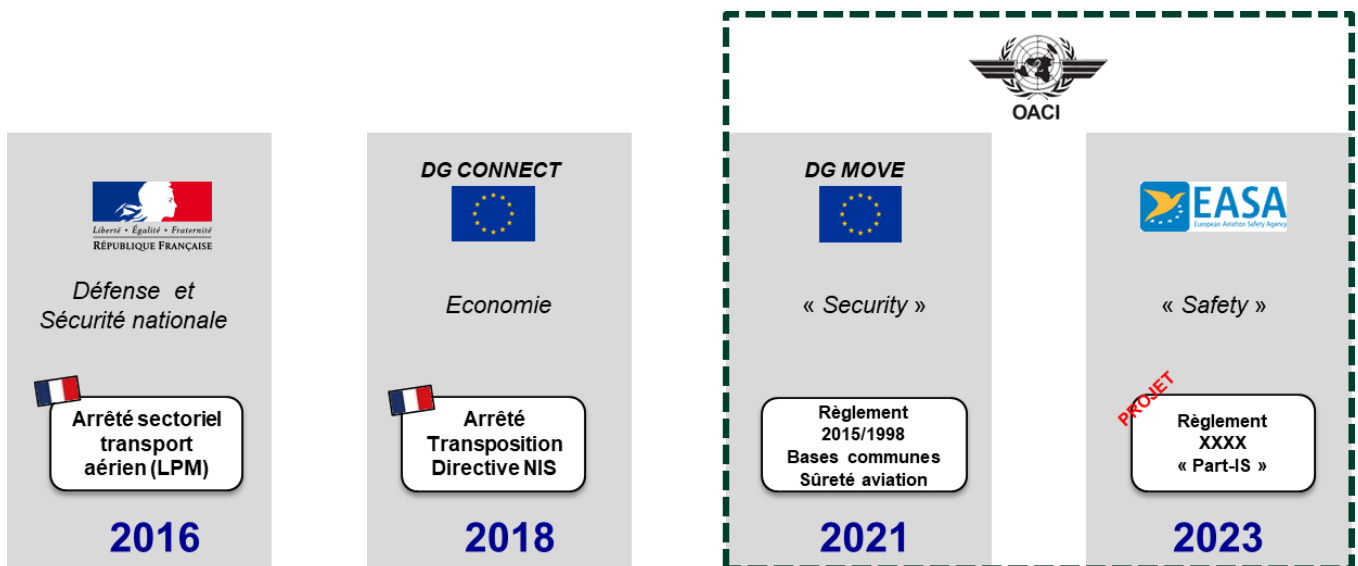 OACI
Liberté • Égalité • Fraternité
RÉPUBLIQUE FRANÇAISE
Défense et
Sécurité nationale
Arrêté sectoriel
transport
aérien (LPM)
2016
DG CONNECT
Economie
Arrêté
Transposition
Directive NIS
2018
DG MOVE
« Security »
Règlement
2015/1998
Bases communes
Sûreté aviation
2021
EASA
European Aviation Safety Agency
« Safety »
PROJET
Règlement
XXXX
« Part-IS »
2023